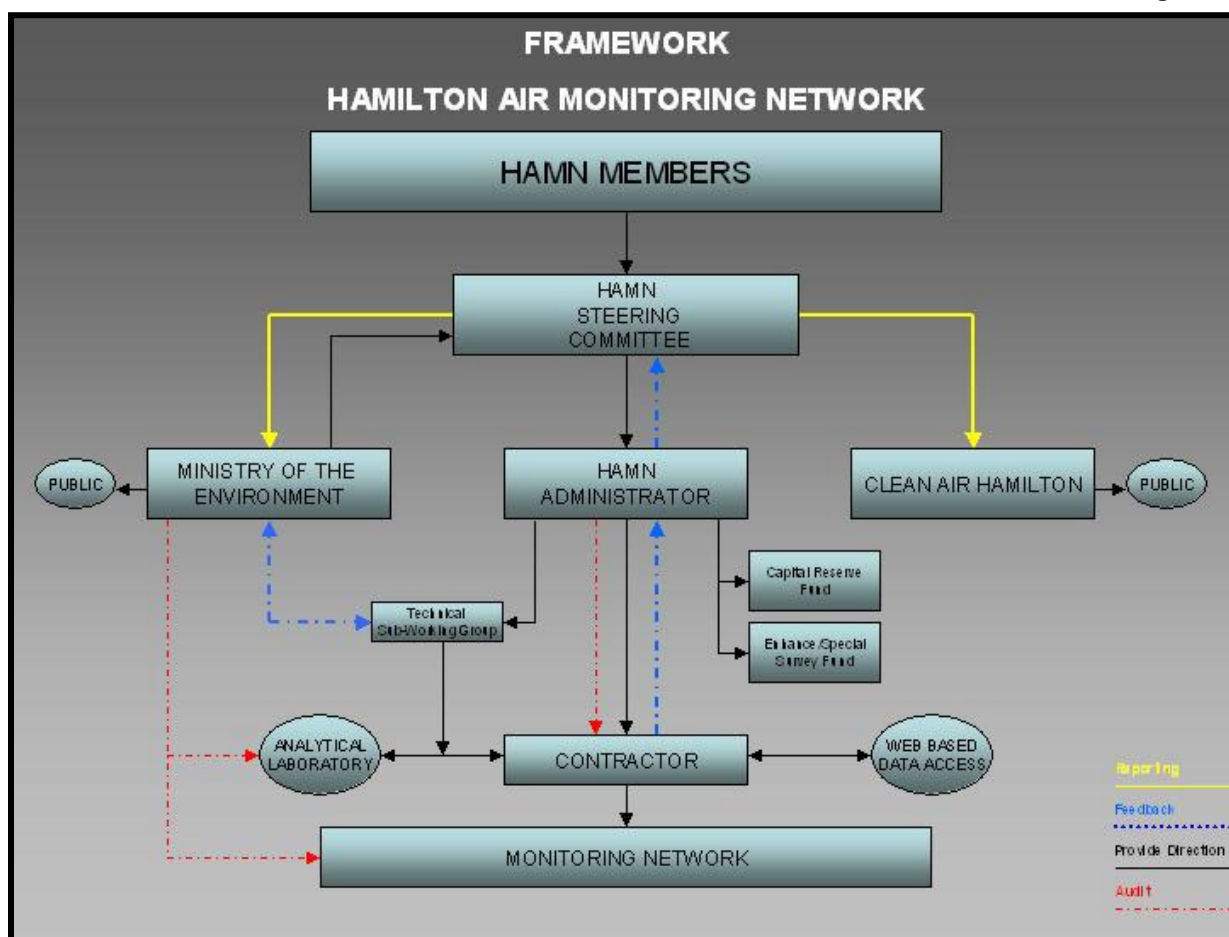 FRAMEWORK
HAMILTON AIR MONITORING NETWORK
HAMN MEMBERS
HAMN
STEERING
COMMITTEE
PUBLIC
MINISTRY OF THE
ENVIRONMENT
HAMN
ADMINISTRATOR
CLEAN AIR HAMILTON
PUBLIC
Capital Reserve
Fund
Technical
Sub-Working Group
Enhance/Special
Survey Fund
ANALYTICAL
LABORATORY
CONTRACTOR
WEB BASED
DATA ACCESS
MONITORING NETWORK
Reporting
Feedback
Provide Direction
Audit